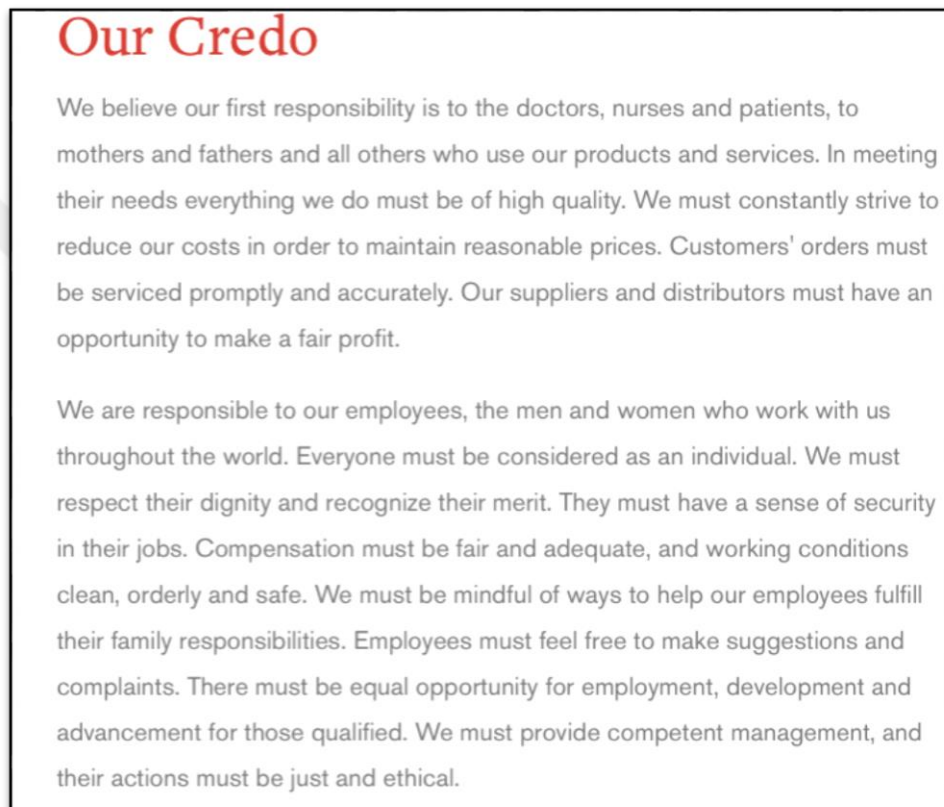 Our Credo
We believe our first responsibility is to the doctors, nurses and patients, to
mothers and fathers and all others who use our products and services. In meeting
their needs everything we do must be of high quality. We must constantly strive to
reduce our costs in order to maintain reasonable prices. Customers' orders must
be serviced promptly and accurately. Our suppliers and distributors must have an
opportunity to make a fair profit.
We are responsible to our employees, the men and women who work with us
throughout the world. Everyone must be considered as an individual. We must
respect their dignity and recognize their merit. They must have a sense of security
in their jobs. Compensation must be fair and adequate, and working conditions
clean, orderly and safe. We must be mindful of ways to help our employees fulfill
their family responsibilities. Employees must feel free to make suggestions and
complaints. There must be equal opportunity for employment, development and
advancement for those qualified. We must provide competent management, and
their actions must be just and ethical.